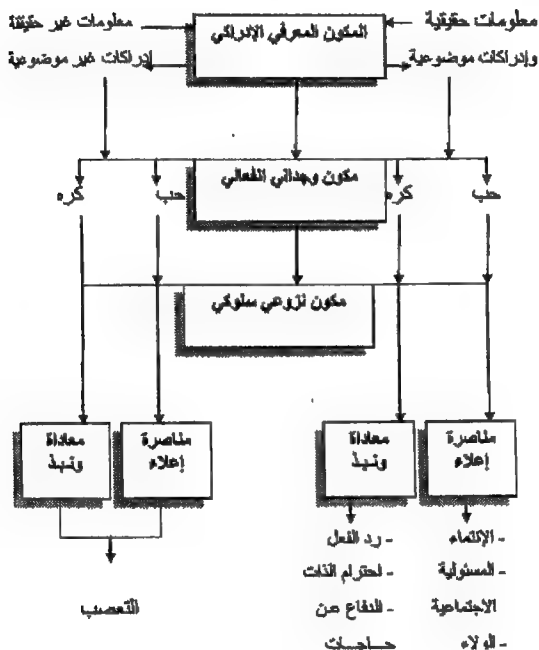 معلومات حقيقية
المكون المعرفي الإدراكي
معلومات غير حقيقة
وإدراكات موضوعية
إدراكات غير موضوعية
مكون وجداني انفعالي
حب
كره
حب
كره
مكون نزوعي سلوكي
مناصرة
إعلاء
معاداة
ونبذ
مناصرة
إعلاء
معاداة
ونبذ
- الإنتماء
- المسئولية
الاجتماعية
- الولاء
- رد الفعل
- احترام الذات
- الدفاع عن
حاجات
التعصب